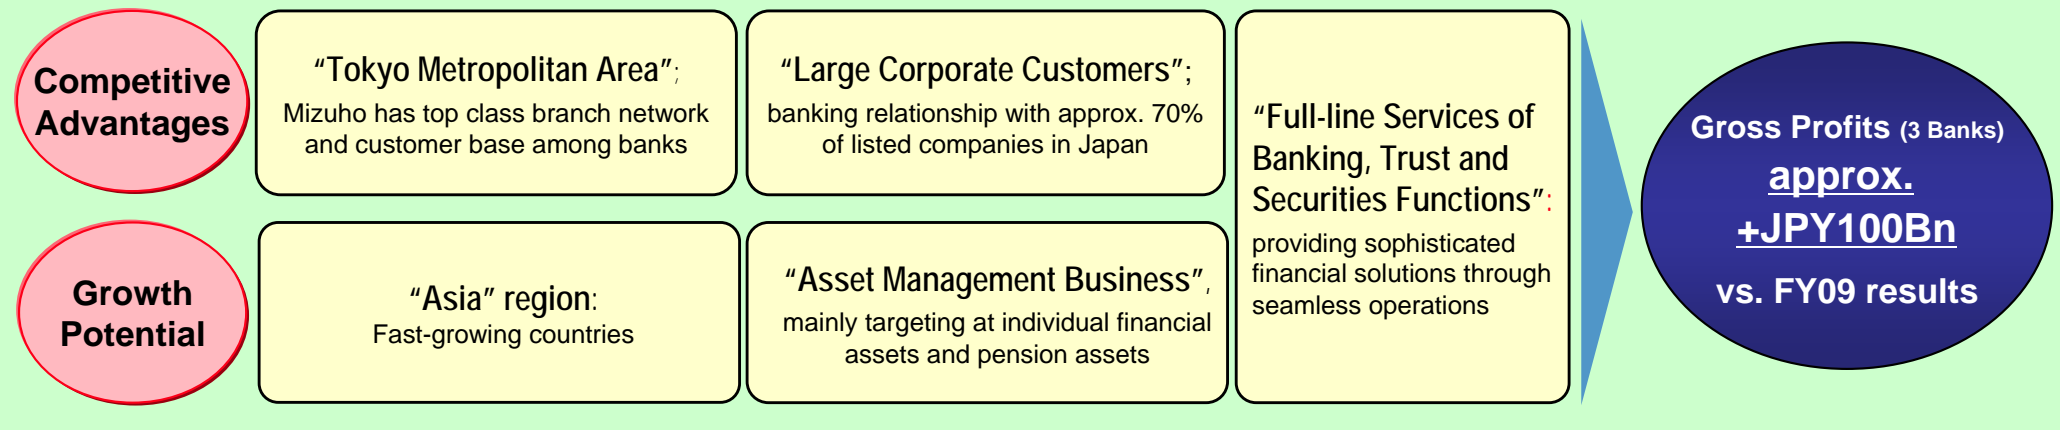 Competitive
Advantages
“Tokyo Metropolitan Area”;
Mizuho has top class branch network
and customer base among banks
“Large Corporate Customers”;
banking relationship with approx. 70%
of listed companies in Japan
Growth
Potential
“Asia” region:
Fast-growing countries
“Asset Management Business”,
mainly targeting at individual financial
assets and pension assets
“Full-line Services of
Banking, Trust and
Securities Functions”:
providing sophisticated
financial solutions through
seamless operations
Gross Profits (3 Banks)
approx.
+JPY100Bn
vs. FY09 results